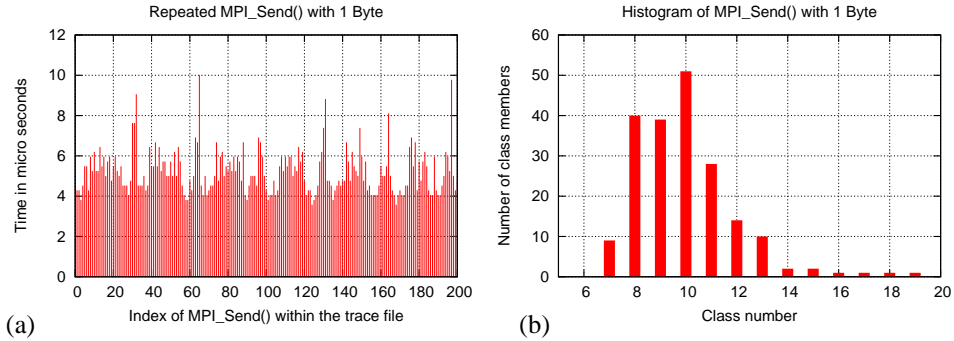 Repeated MPI_Send() with 1 Byte
Time in micro seconds
12
10
8
6
4
2
0
0 20 40 60 80 100 120 140 160 180 200
Index of MPI_Send() within the trace file
(a)
Histogram of MPI_Send() with 1 Byte
Number of class members
60
50
40
30
20
10
0
6 8 10 12 14 16 18 20
Class number
(b)